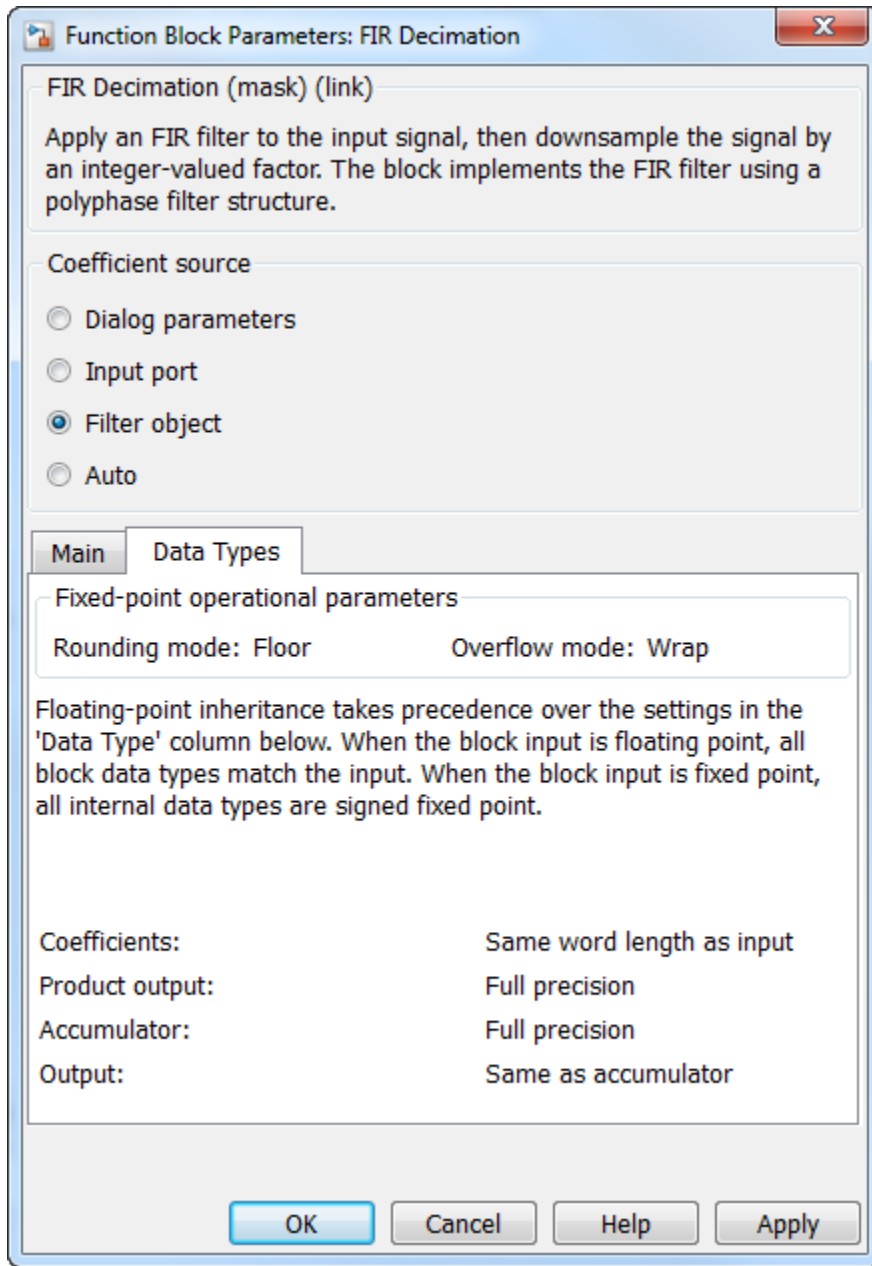 Function Block Parameters: FIR Decimation
FIR Decimation (mask) (link)
Apply an FIR filter to the input signal, then downsample the signal by
an integer-valued factor. The block implements the FIR filter using a
polyphase filter structure.
Coefficient source
Dialog parameters
Input port
Filter object
Auto
Main Data Types
Fixed-point operational parameters
Rounding mode: Floor Overflow mode: Wrap
Floating-point inheritance takes precedence over the settings in the
'Data Type' column below. When the block input is floating point, all
block data types match the input. When the block input is fixed point,
all internal data types are signed fixed point.
Coefficients: Same word length as input
Product output: Full precision
Accumulator: Full precision
Output: Same as accumulator
OK Cancel Help Apply